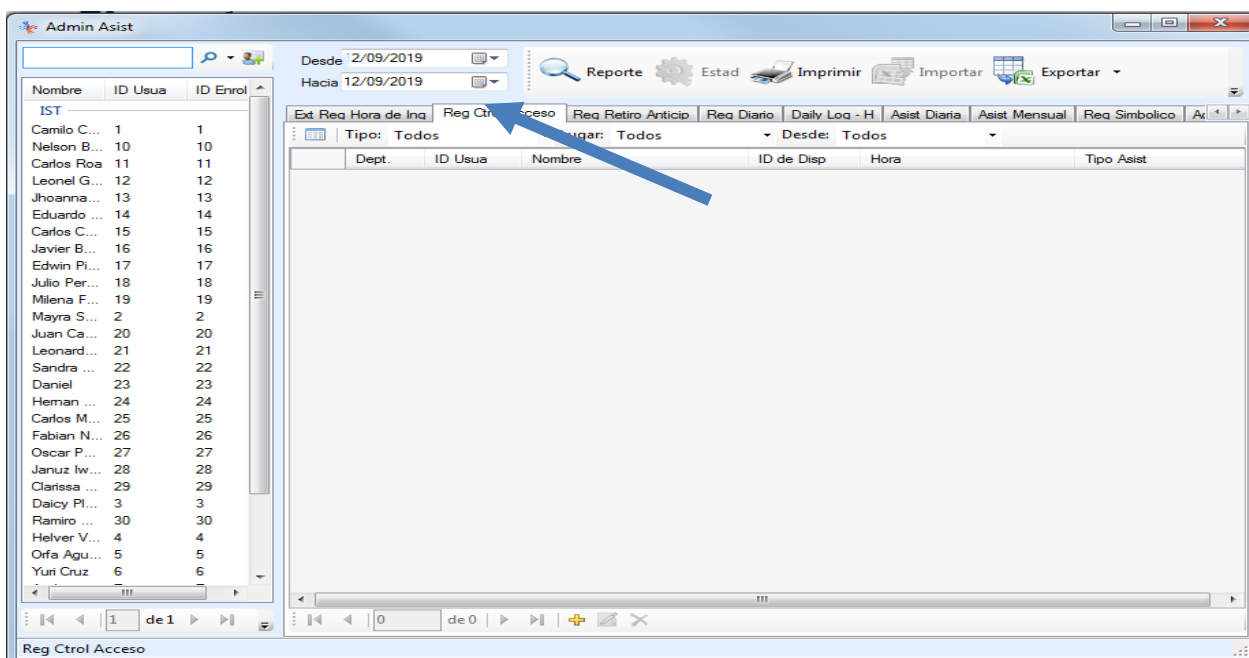 Admin Asist
Desde '2/09/2019
Hacia 12/09/2019
Reporte Estad Imprimir Importar Exportar
Nombre ID Usua ID Enrol
IST
Camilo C... 1 1
Nelson B... 10 10
Carlos Roa 11 11
Leonel G... 12 12
Jhoanna... 13 13
Eduardo ... 14 14
Carlos C... 15 15
Javier B... 16 16
Edwin Pi... 17 17
Julio Per... 18 18
Milena F... 19 19
Mayra S... 2 2
Juan Ca... 20 20
Leonard... 21 21
Sandra ... 22 22
Daniel 23 23
Hernan ... 24 24
Carlos M... 25 25
Fabian N... 26 26
Oscar P... 27 27
Januz Iw... 28 28
Clarissa ... 29 29
Daicy Pl... 3 3
Ramiro ... 30 30
Helver V... 4 4
Orfa Agu... 5 5
Yuri Cruz 6 6
1 de 1
Ext Reg Hora de Ing Reg Ctrol Acceso Reg Retiro Anticip Reg Diario Daily Log - H Asist Diaria Asist Mensual Reg Simbolico
Tipo: Todos Todos Desde: Todos
Dept. ID Usua Nombre ID de Disp Hora Tipo Asist
0 de 0
Reg Ctrol Acceso